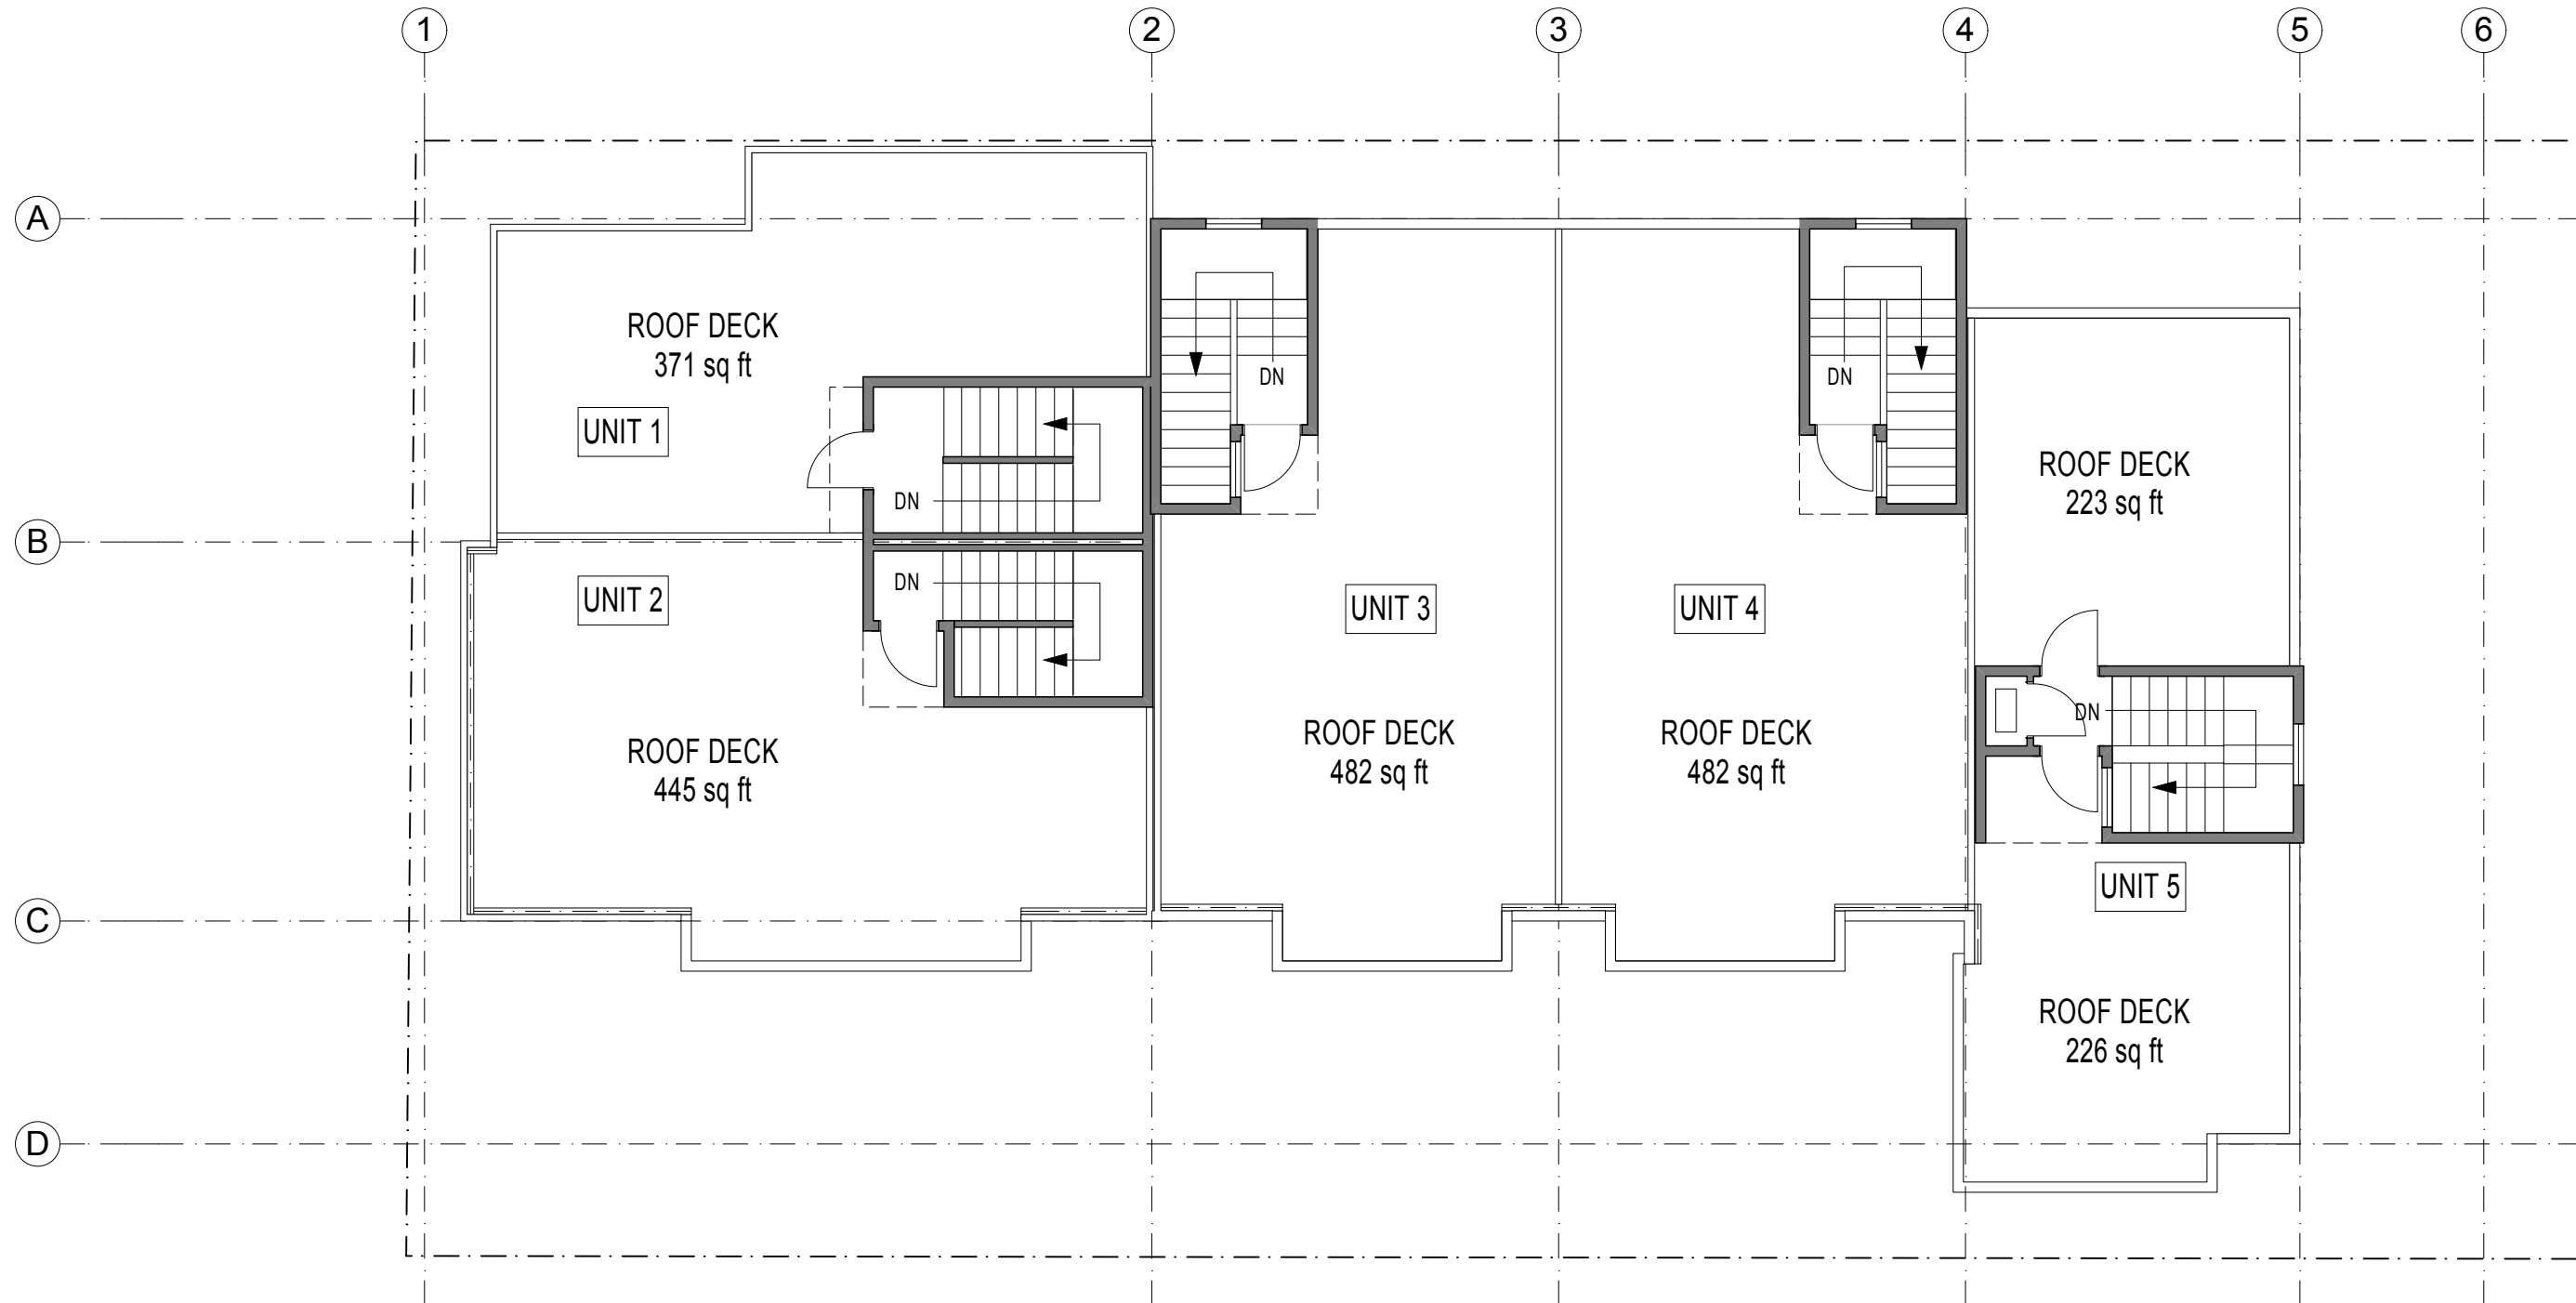 1
2
3
4
5
6
A
B
C
D
ROOF DECK
371 sq ft
UNIT 1
DN
DN
UNIT 2
ROOF DECK
445 sq ft
DN
UNIT 3
ROOF DECK
482 sq ft
DN
UNIT 4
ROOF DECK
482 sq ft
ROOF DECK
223 sq ft
DN
UNIT 5
ROOF DECK
226 sq ft